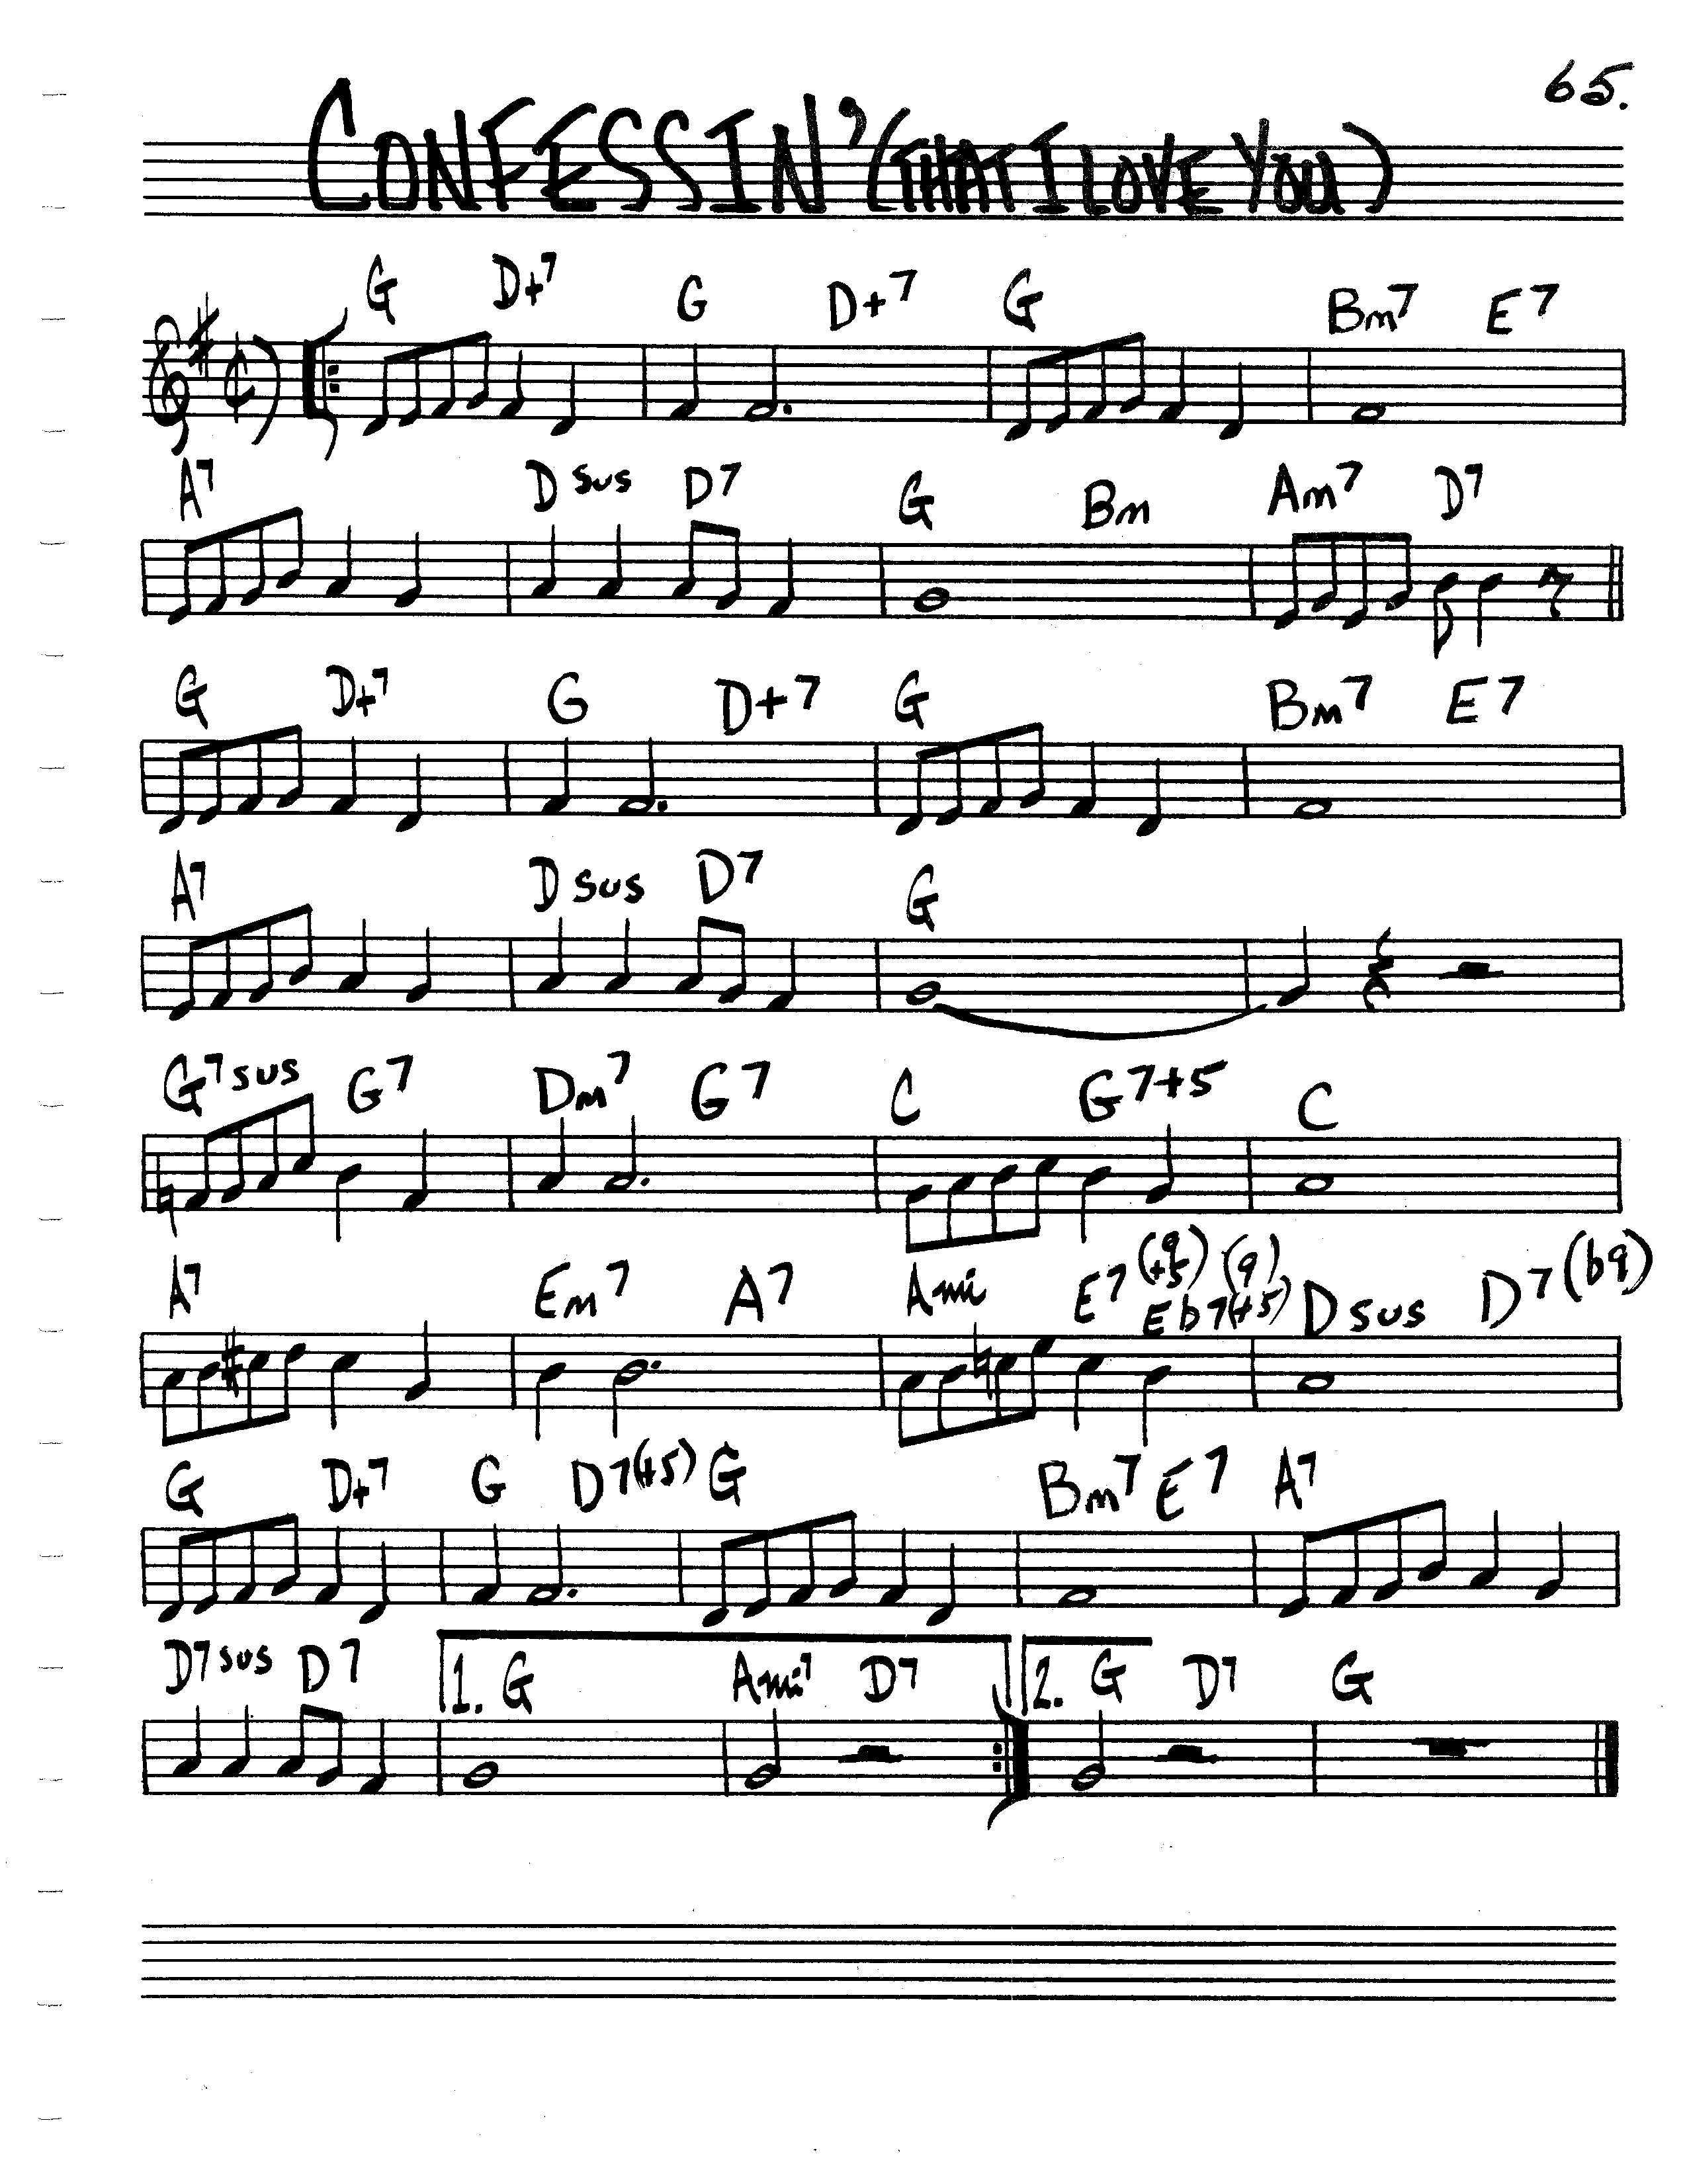 65.
CONFESSIN' (THAT I LOVE YOU)
G D+7 G D+7 G Bm7 E7
A7 D sus D7 G Bm Am7 D7
G D+7 G D+7 G Bm7 E7
A7 D sus D7 G
G7sus G7 Dm7 G7 C G7+5 C
A7 Em7 A7 Ami E7(9 +5) (9) Eb7(+5) D sus D7(b9)
G D+7 G D7(+5) G Bm7 E7 A7
D7sus D7 1. G Ami7 D7 2. G D7 G